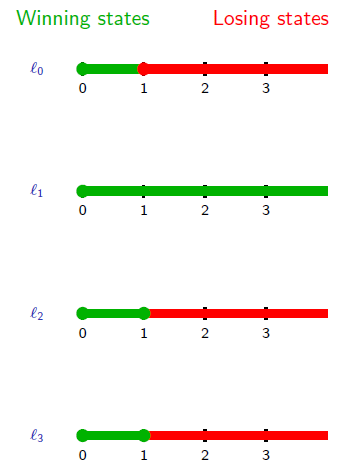 Winning states Losing states
ℓ0
0 1 2 3
ℓ1
0 1 2 3
ℓ2
0 1 2 3
ℓ3
0 1 2 3